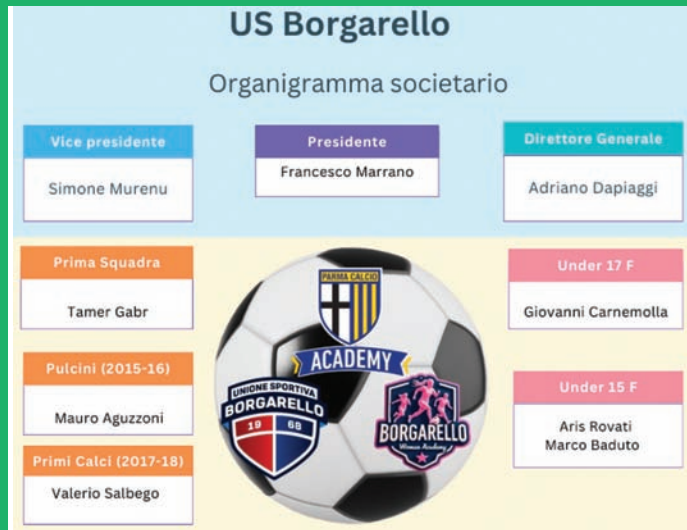 US Borgarello
Organigramma societario
Vice presidente
Simone Murenu
Presidente
Francesco Marrano
Direttore Generale
Adriano Dapiaggi
Prima Squadra
Tamer Gabr
Pulcini (2015-16)
Mauro Aguzzoni
Primi Calci (2017-18)
Valerio Salbego
PARMA CALCIO
ACADEMY
UNIONE SPORTIVA
BORGARELLO
19 68
BORGARELLO
Women Academy
Under 17 F
Giovanni Carnemolla
Under 15 F
Aris Rovati
Marco Baduto